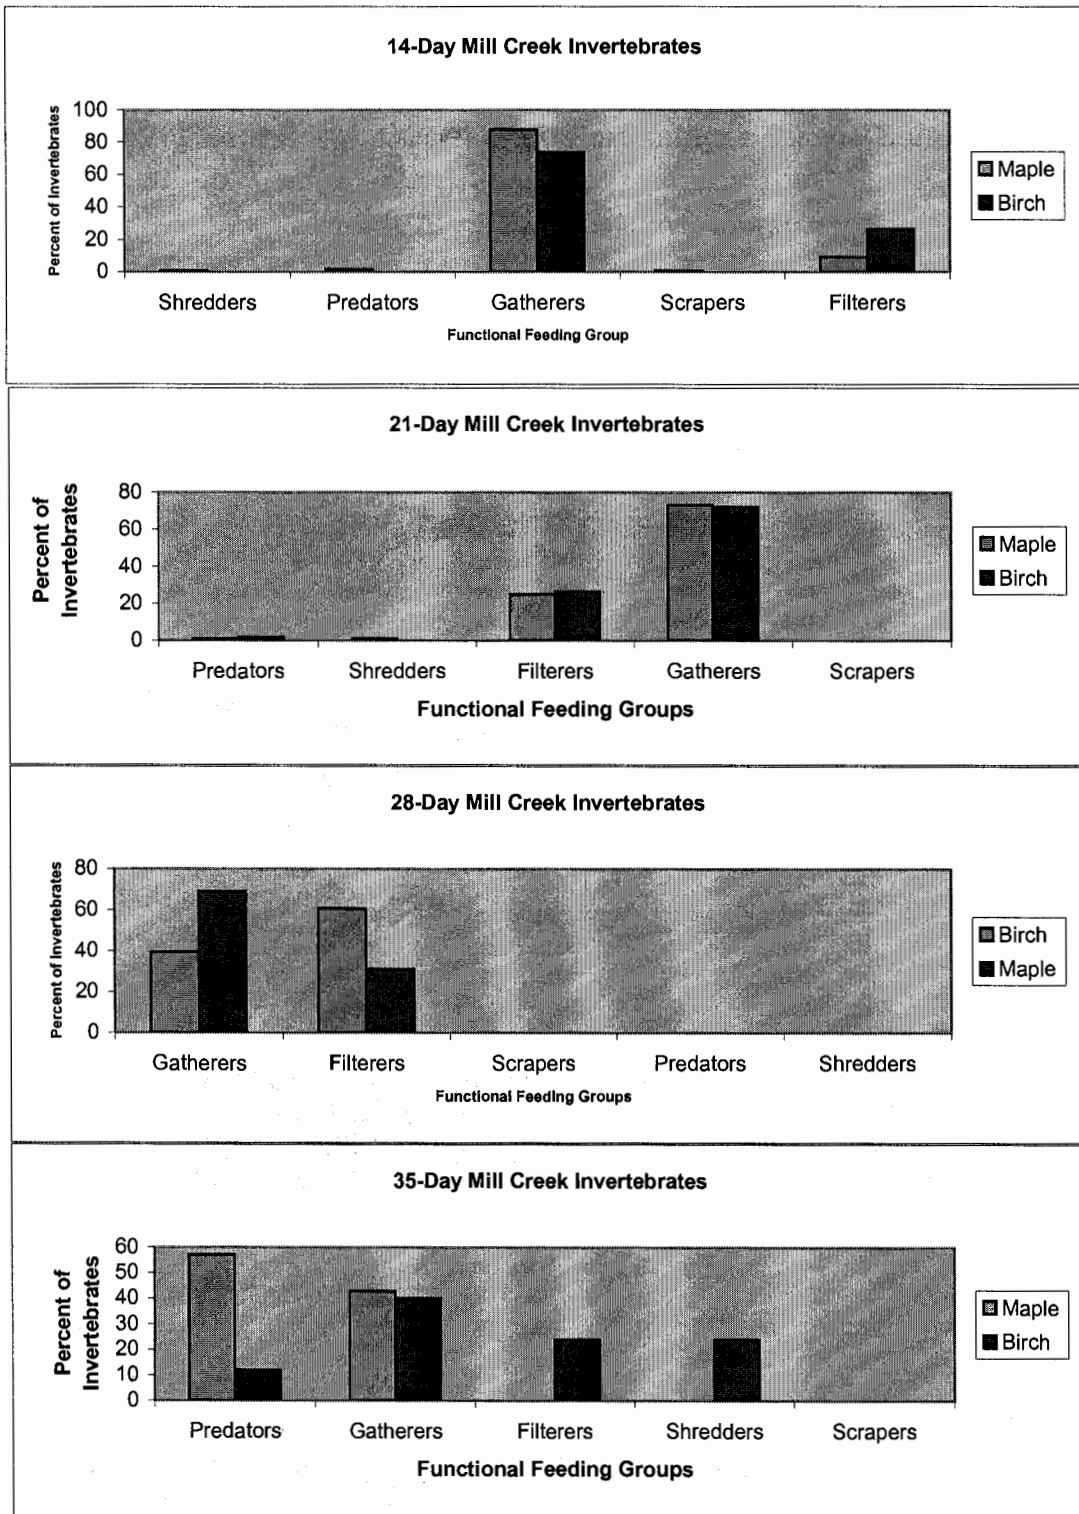 14-Day Mill Creek Invertebrates
Percent of Invertebrates
100
80
60
40
20
0
Shredders Predators Gatherers Scrapers Filterers
Functional Feeding Group
Maple
Birch
21-Day Mill Creek Invertebrates
Percent of
Invertebrates
80
60
40
20
0
Predators Shredders Filterers Gatherers Scrapers
Functional Feeding Groups
Maple
Birch
28-Day Mill Creek Invertebrates
Percent of Invertebrates
80
60
40
20
0
Gatherers Filterers Scrapers Predators Shredders
Functional Feeding Groups
Birch
Maple
35-Day Mill Creek Invertebrates
Percent of
Invertebrates
60
50
40
30
20
10
0
Predators Gatherers Filterers Shredders Scrapers
Functional Feeding Groups
Maple
Birch